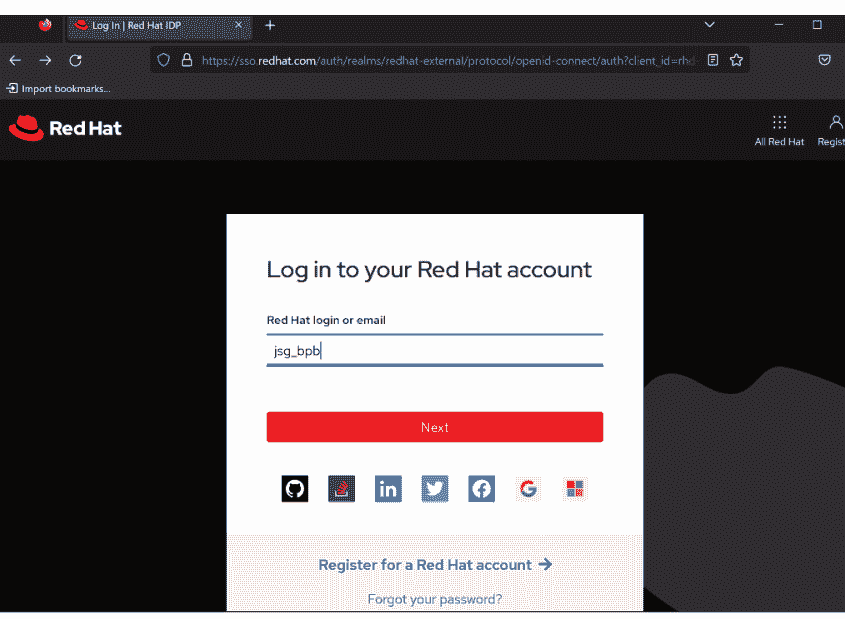 Log In | Red Hat IDP
https://sso.redhat.com/auth/realms/redhat-external/protocol/openid-connect/auth?client_id=rhd-
Import bookmarks...
Red Hat
All Red Hat
Regist
Log in to your Red Hat account
Red Hat login or email
jsg_bpb
Next
Register for a Red Hat account
Forgot your password?